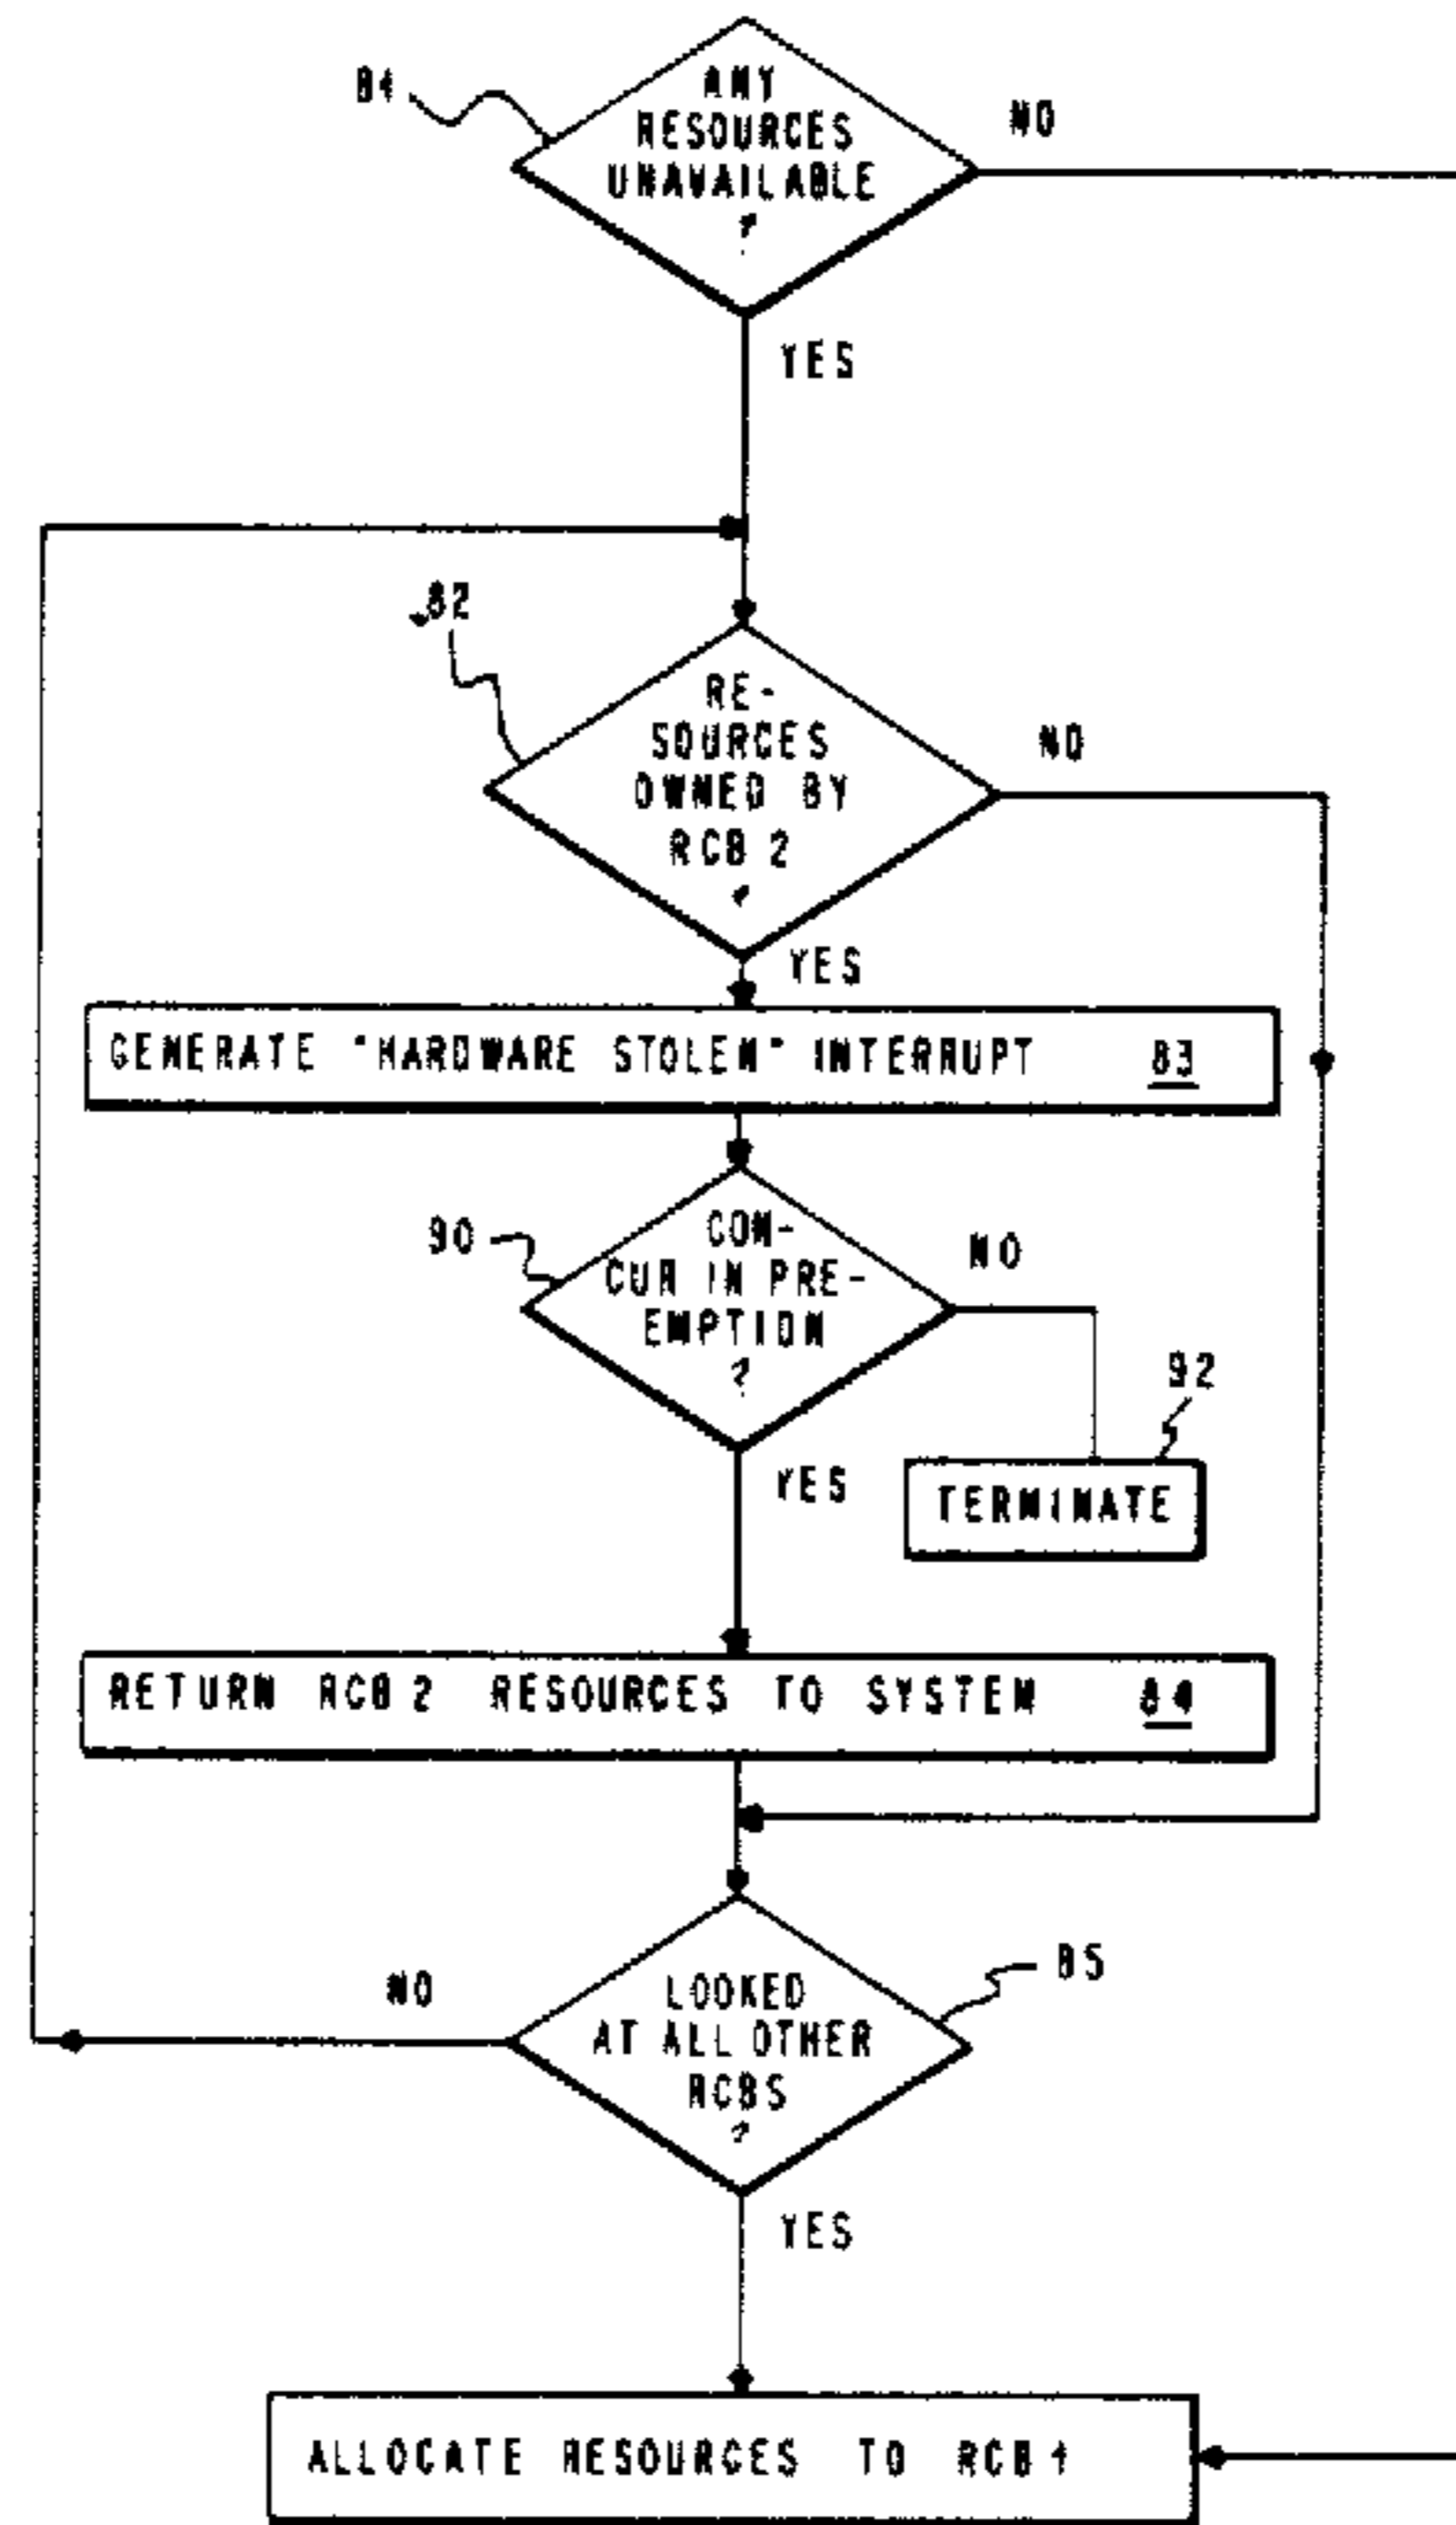 84
ANY
RESOURCES
UNAVAILABLE
?
NO
YES
82
RE-
SOURCES
OWNED BY
RCB 2
?
NO
YES
GENERATE "HARDWARE STOLEN" INTERRUPT 83
90
CON-
CUR IN PRE-
EMPTION
?
NO
92
TERMINATE
YES
RETURN RCB 2 RESOURCES TO SYSTEM 84
85
LOOKED
AT ALL OTHER
RCBS
?
NO
YES
ALLOCATE RESOURCES TO RCB 1